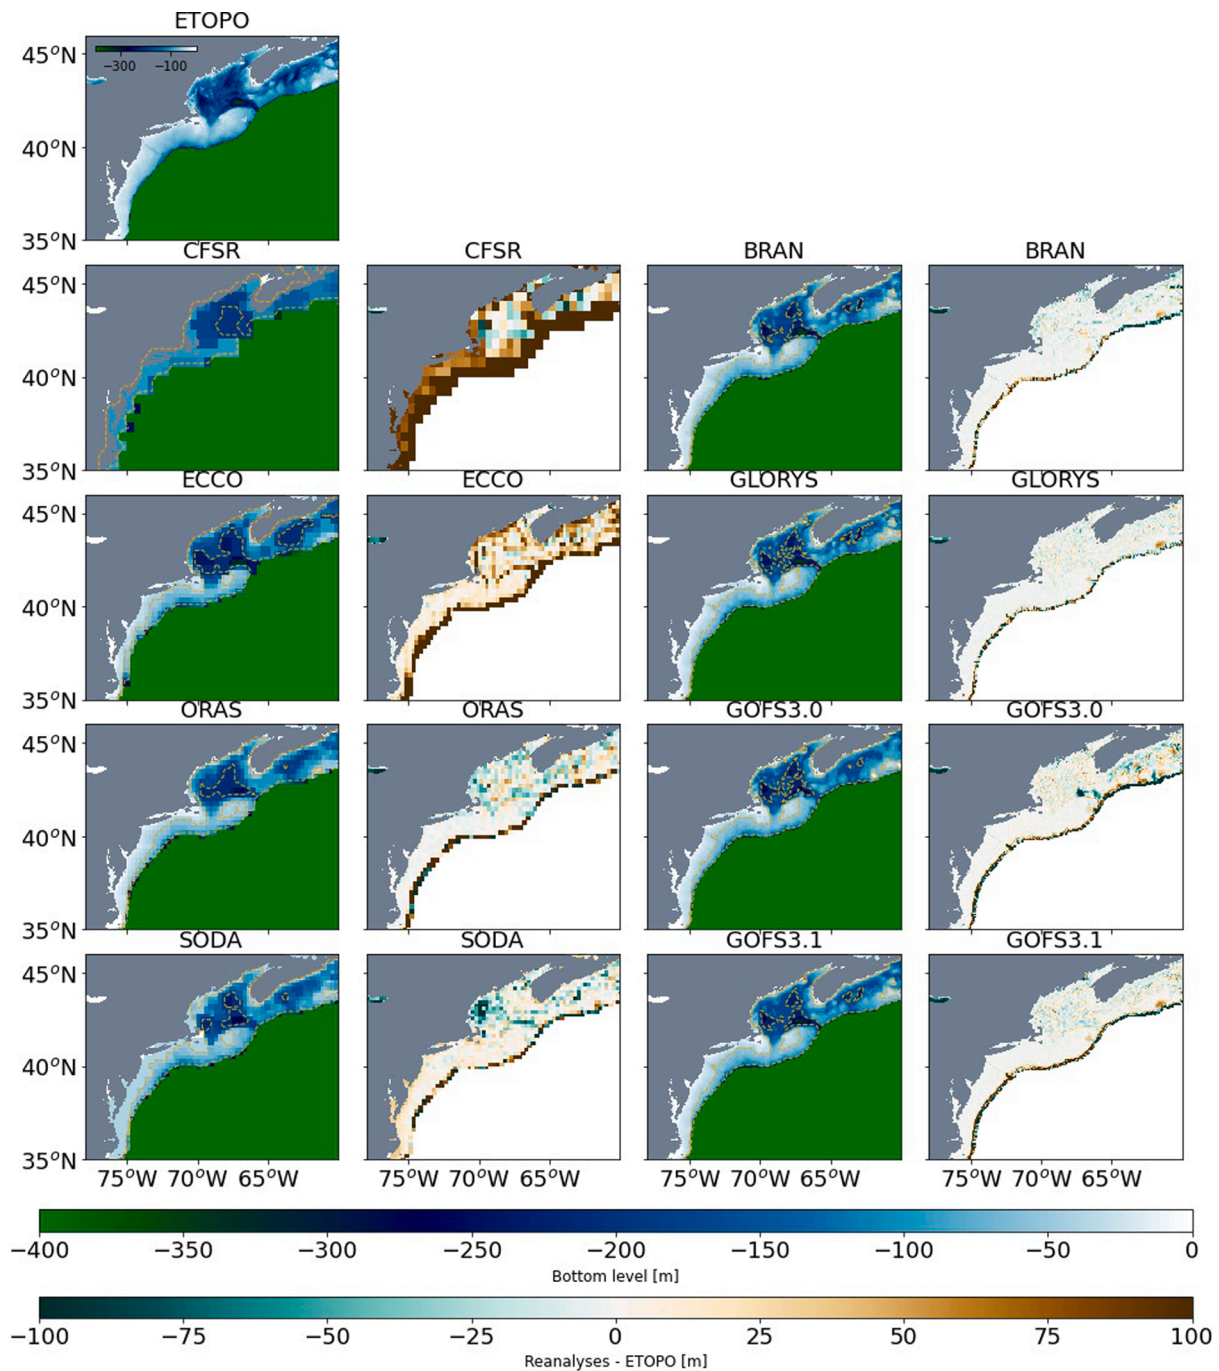 ETOPO
45°N
−300 −100
40°N
35°N
CFSR CFSR BRAN BRAN
45°N
40°N
35°N
ECCO ECCO GLORYS GLORYS
45°N
40°N
35°N
ORAS ORAS GOFS3.0 GOFS3.0
45°N
40°N
35°N
SODA SODA GOFS3.1 GOFS3.1
45°N
40°N
35°N
75°W 70°W 65°W 75°W 70°W 65°W 75°W 70°W 65°W 75°W 70°W 65°W
−400 −350 −300 −250 −200 −150 −100 −50 0
Bottom level [m]
−100 −75 −50 −25 0 25 50 75 100
Reanalyses - ETOPO [m]